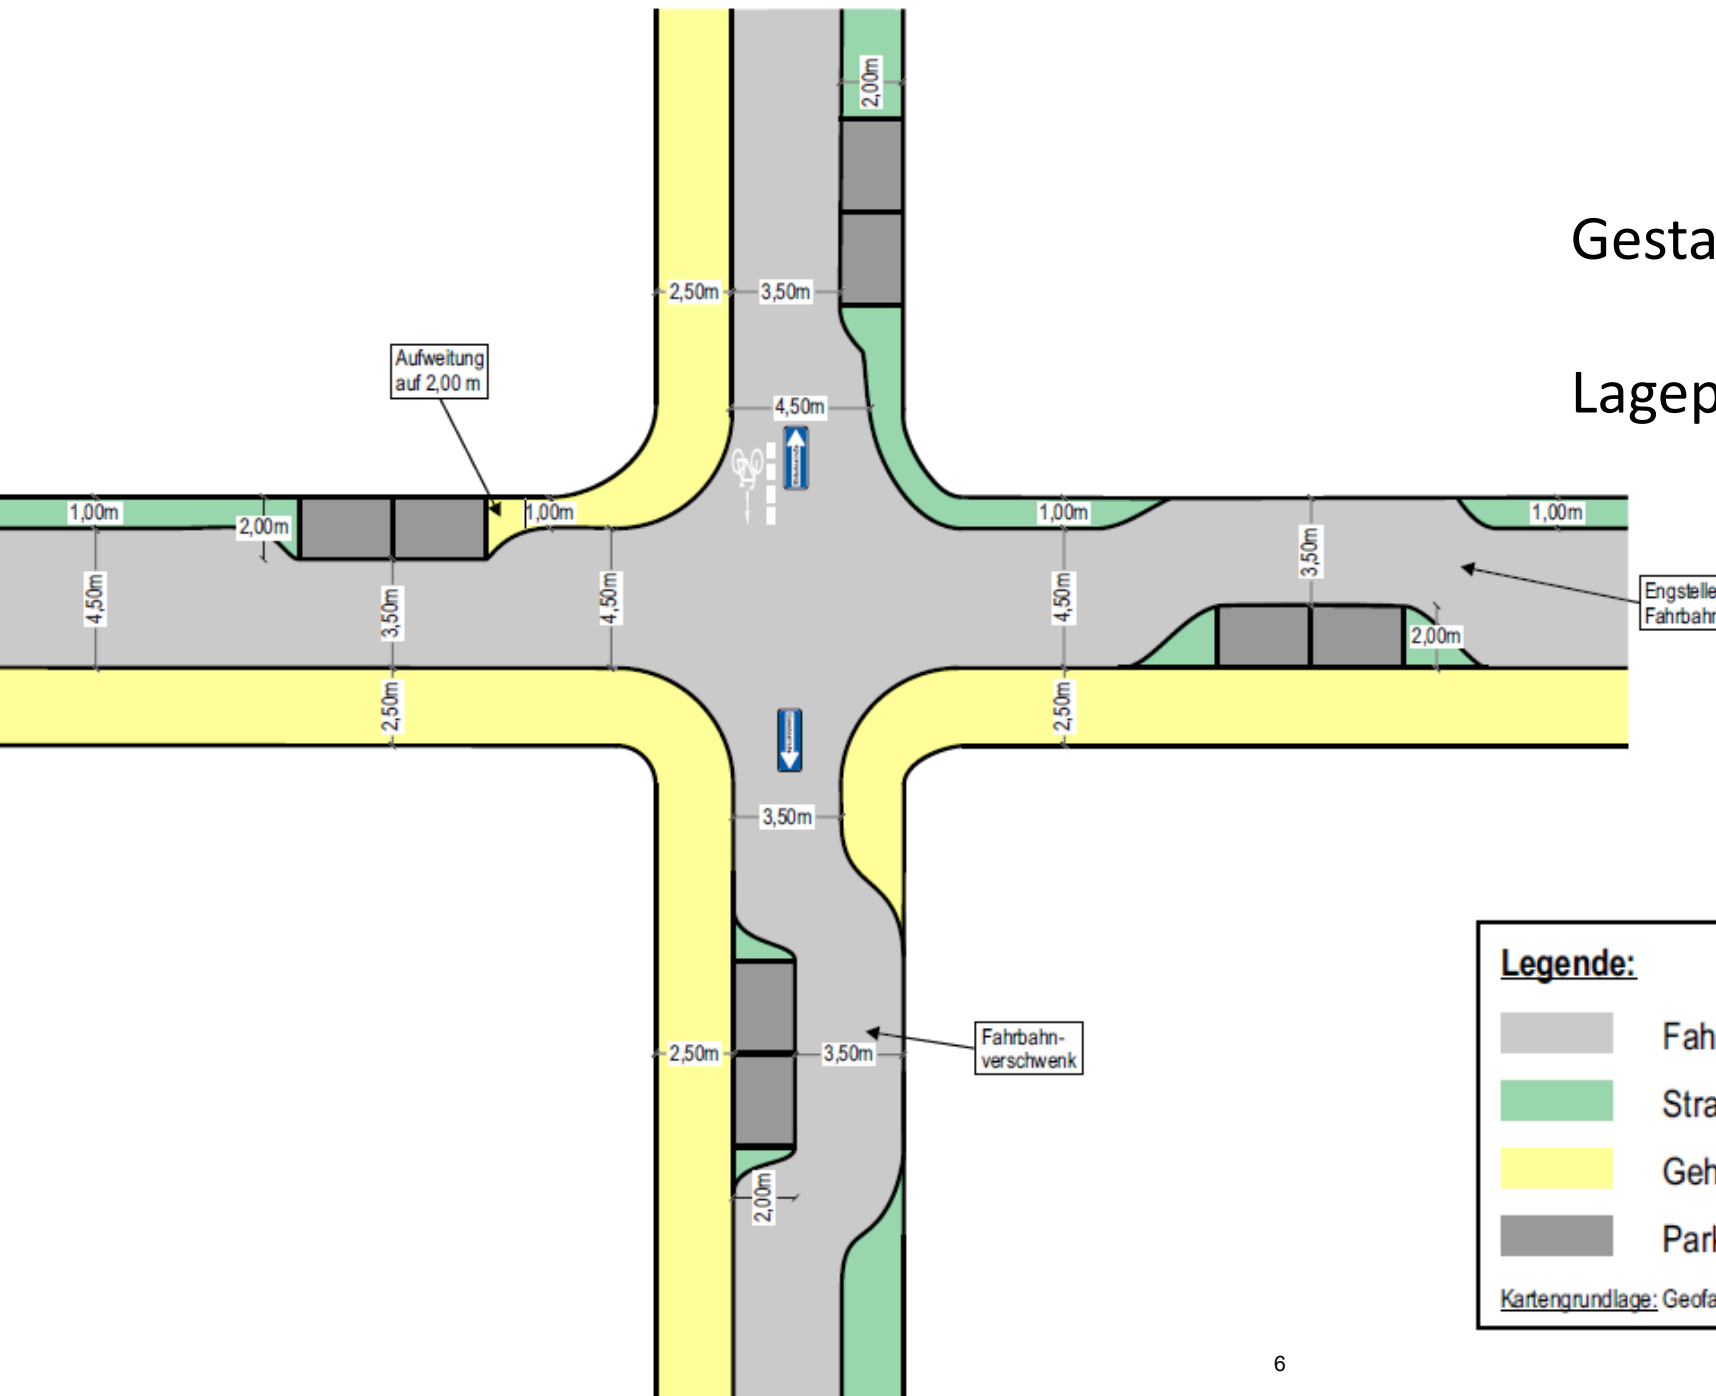 2,00m
Gesta
2,50m
3,50m
Aufweitung
auf 2,00 m
Lagep
4,50m
1,00m
2,00m
1,00m
1,00m
1,00m
4,50m
3,50m
4,50m
4,50m
3,50m
2,00m
Engstelle
Fahrbahn
2,50m
2,50m
3,50m
2,50m
3,50m
Fahrbahn-
verschwenk
2,00m
Legende:
Fah
Stra
Geh
Park
Kartengrundlage: Geofa
6